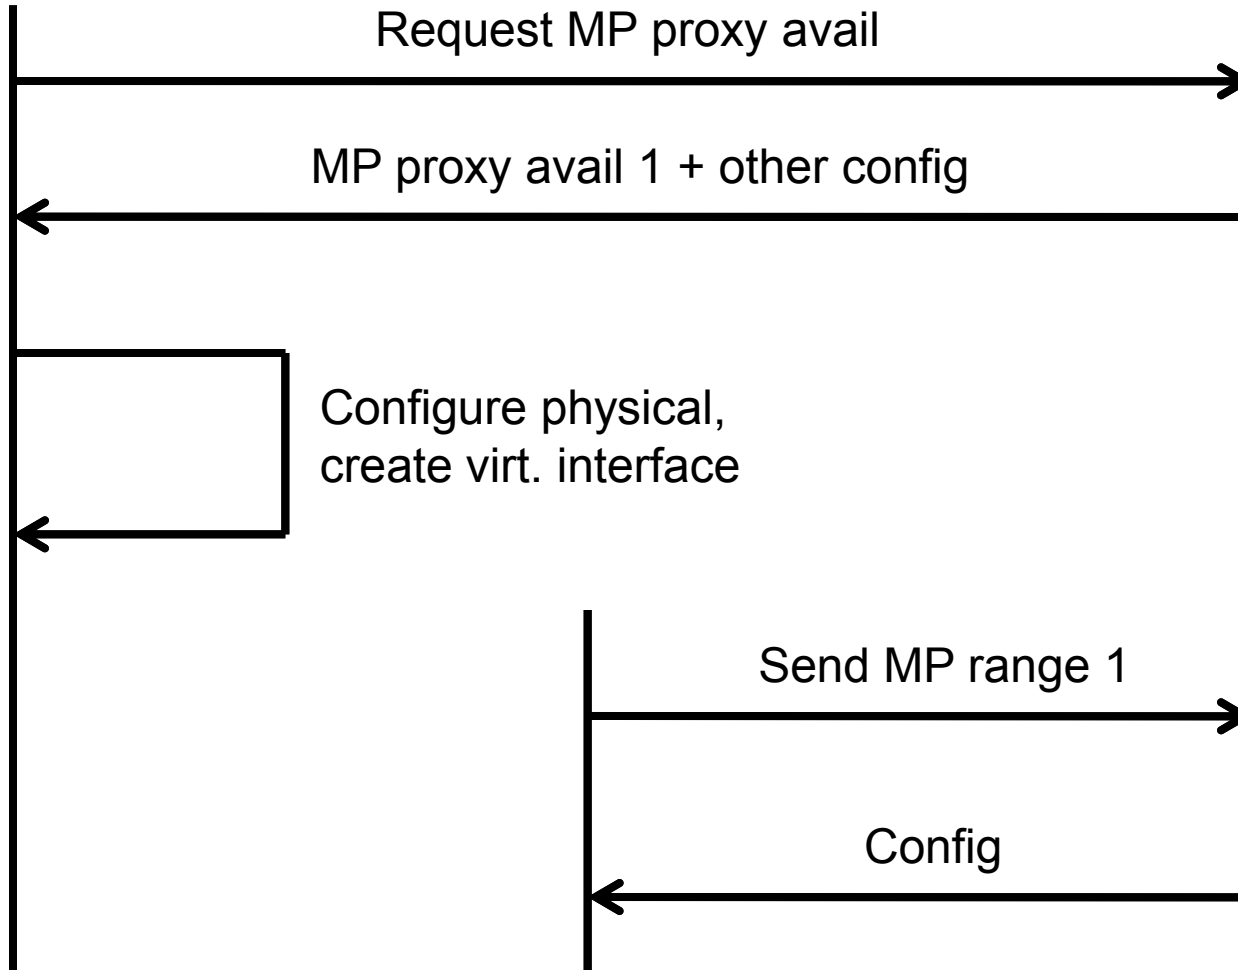 Request MP proxy avail
MP proxy avail 1 + other config
Configure physical,
create virt. interface
Send MP range 1
Config